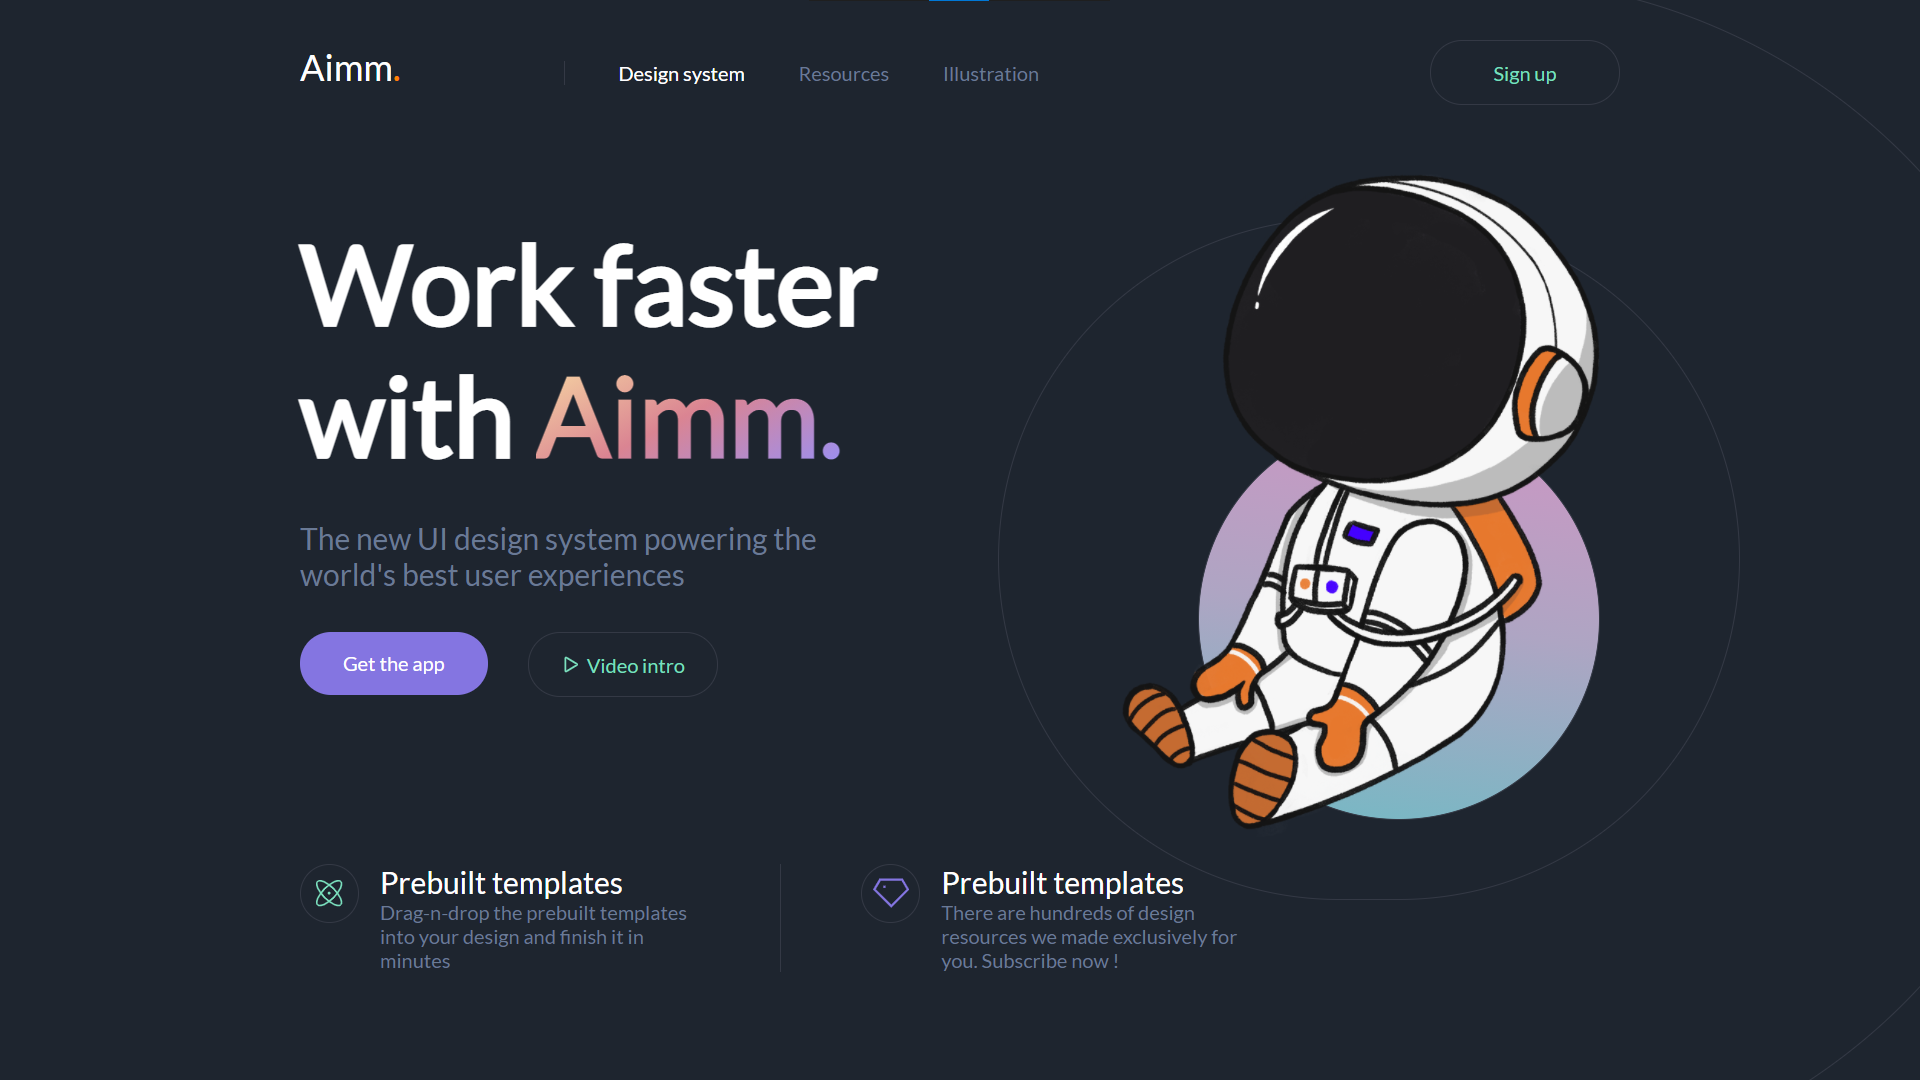 Aimm.
Design system
Resources
Illustration
Sign up
Work faster
with Aimm.
The new UI design system powering the
world's best user experiences
Get the app
Video intro
Prebuilt templates
Drag-n-drop the prebuilt templates
into your design and finish it in
minutes
Prebuilt templates
There are hundreds of design
resources we made exclusively for
you. Subscribe now !